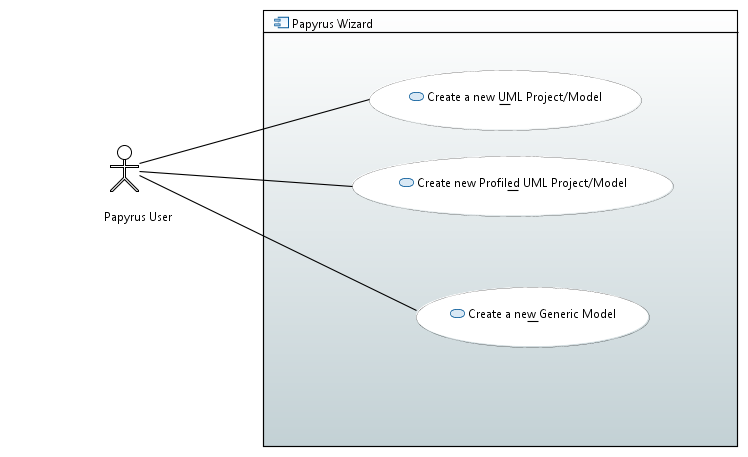 Papyrus Wizard
Create a new UML Project/Model
Create new Profiled UML Project/Model
Papyrus User
Create a new Generic Model